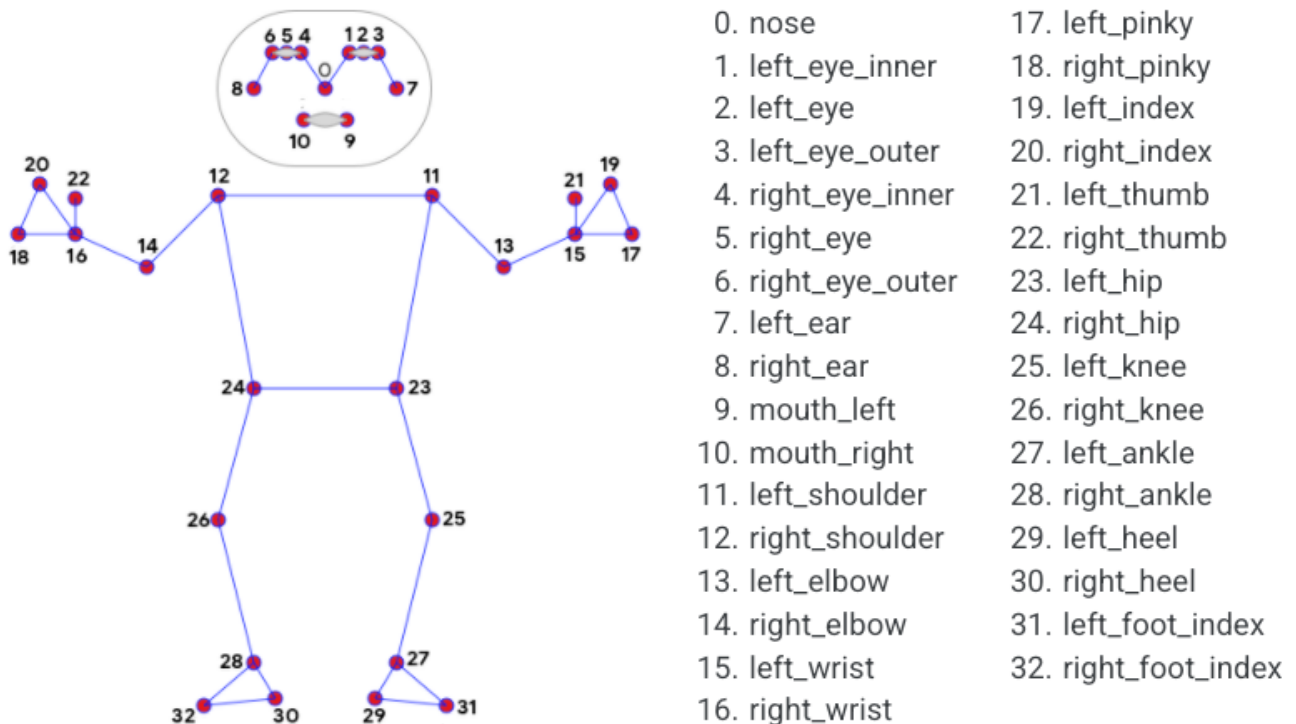 6 5 4 1 2 3
0
8 7
10 9
20 22 12 11 21 19
18 16 14 13 15 17
24 23
26 25
28 27
32 30 29 31
0. nose
1. left_eye_inner
2. left_eye
3. left_eye_outer
4. right_eye_inner
5. right_eye
6. right_eye_outer
7. left_ear
8. right_ear
9. mouth_left
10. mouth_right
11. left_shoulder
12. right_shoulder
13. left_elbow
14. right_elbow
15. left_wrist
16. right_wrist
17. left_pinky
18. right_pinky
19. left_index
20. right_index
21. left_thumb
22. right_thumb
23. left_hip
24. right_hip
25. left_knee
26. right_knee
27. left_ankle
28. right_ankle
29. left_heel
30. right_heel
31. left_foot_index
32. right_foot_index